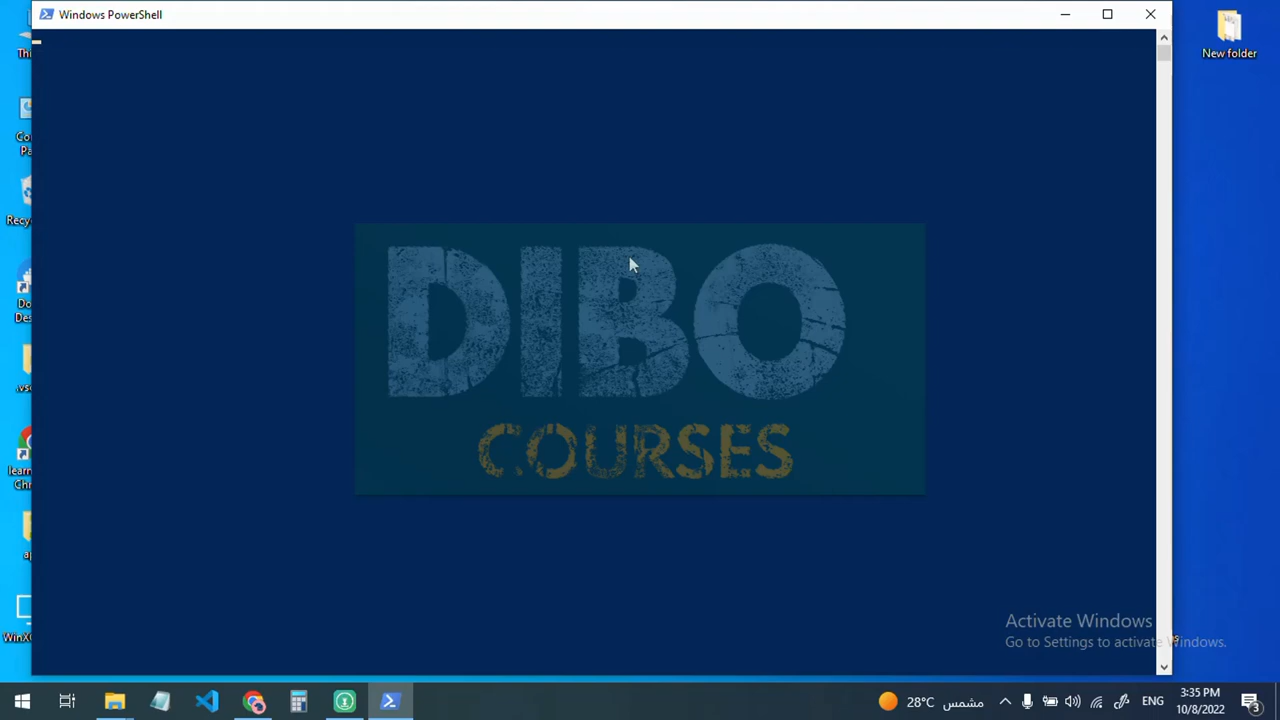 Windows PowerShell
New folder
DIBO
COURSES
Activate Windows
Go to Settings to activate Windows.
28°C مشمس
ENG
3:35 PM
10/8/2022
3